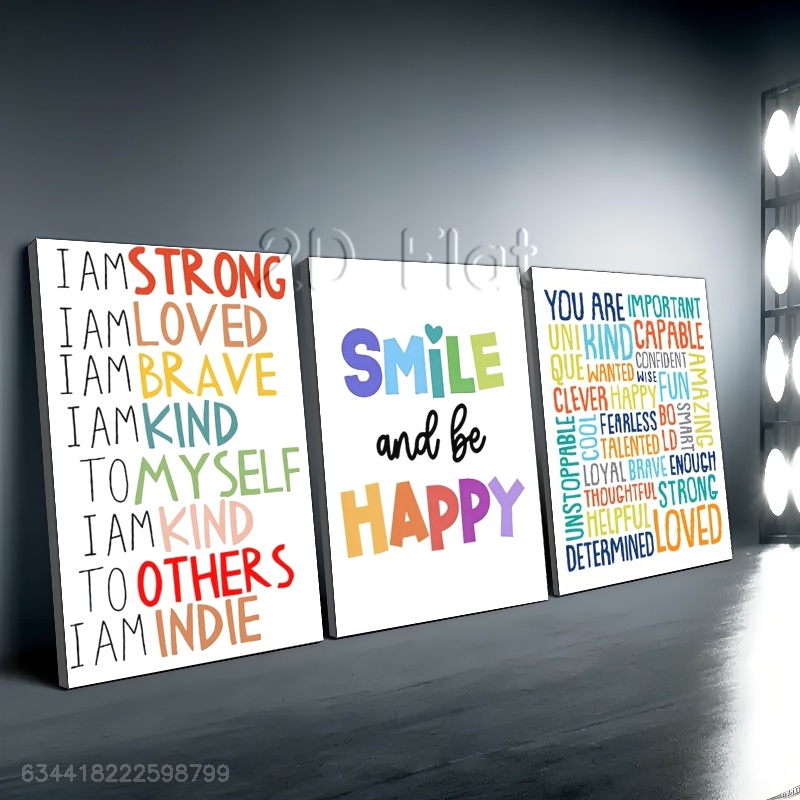 2D Flat
I AM STRONG
I AM LOVED
I AM BRAVE
I AM KIND
TO MYSELF
I AM KIND
TO OTHERS
I AM INDIE
SMILE
and be
HAPPY
YOU ARE IMPORTANT
UNI
QUE
KIND
CAPABLE
CONFIDENT
WANTED
WISE
FUN
AMAZING
CLEVER
HAPPY
BO
LD
SMART
UNSTOPPABLE
COOL
FEARLESS
TALENTED
LOYAL
BRAVE
ENOUGH
THOUGHTFUL
STRONG
HELPFUL
LOVED
DETERMINED
634418222598799